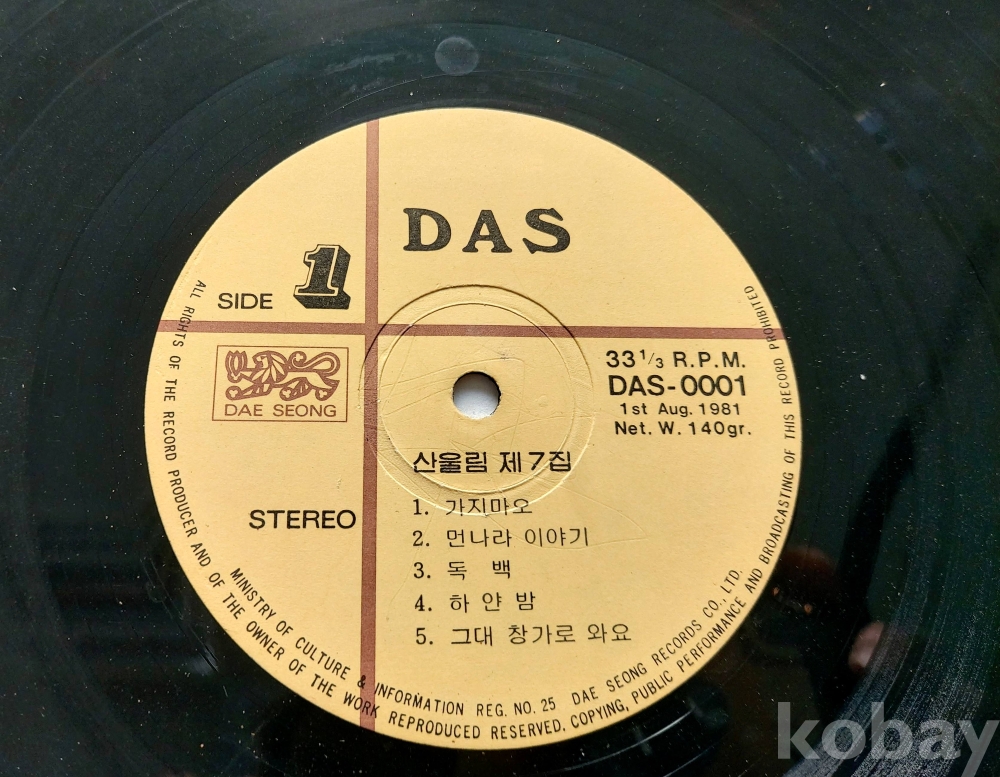 DAS
SIDE 1
DAE SEONG
33 1/3 R.P.M.
DAS-0001
1st Aug. 1981
Net. W. 140gr.
STEREO
산울림 제7집
1. 가지마오
2. 먼나라 이야기
3. 독 백
4. 하얀밤
5. 그대 창가로 와요
MINISTRY OF CULTURE & INFORMATION REG. NO. 25 DAE SEONG RECORDS CO., LTD.
ALL RIGHTS OF THE RECORD PRODUCER AND OF THE OWNER OF THE WORK REPRODUCED RESERVED. COPYING, PUBLIC PERFORMANCE AND BROADCASTING OF THIS RECORD PROHIBITED
kobay